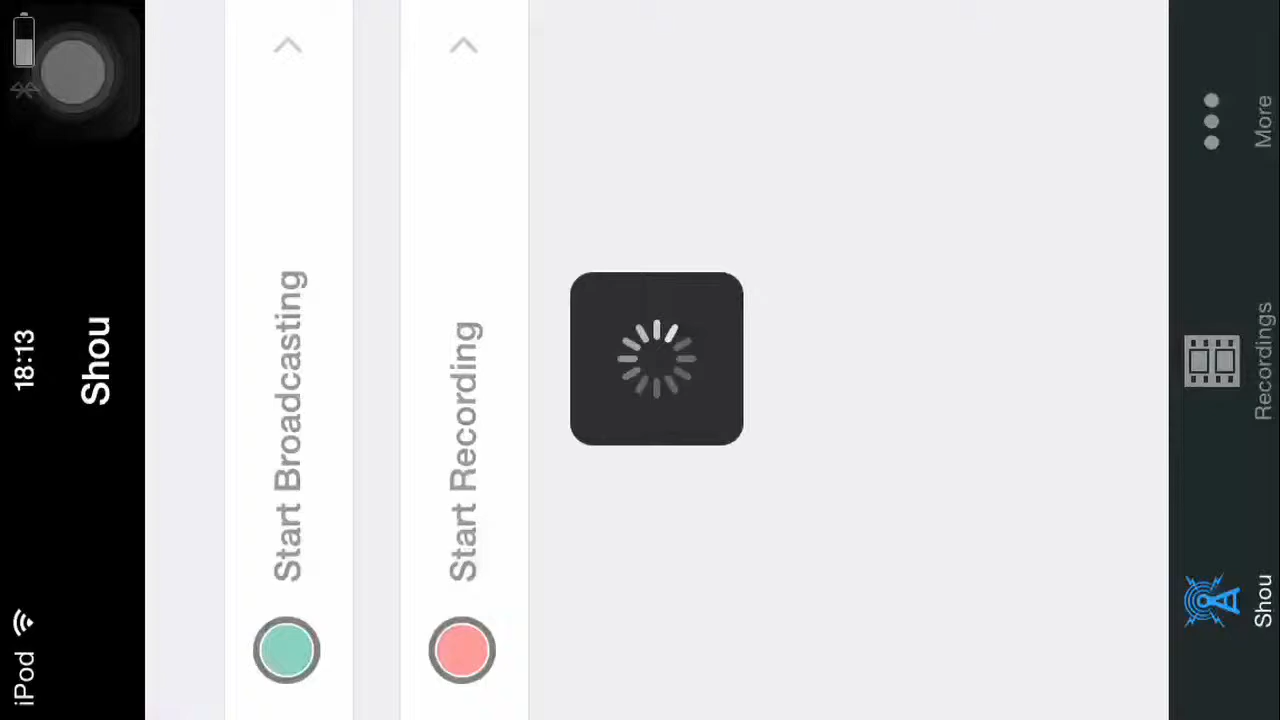 iPod 18:13
Shou
Start Broadcasting
Start Recording
Shou Recordings More